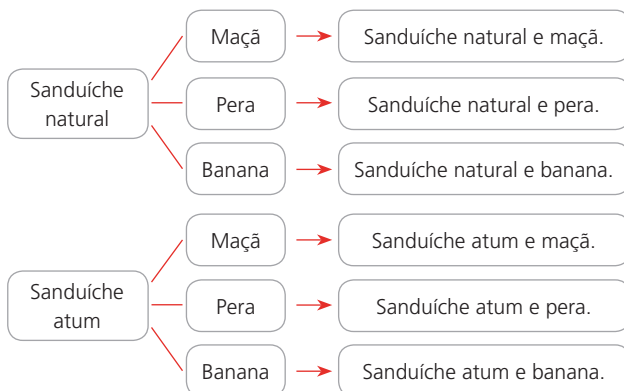 Maçã
Sanduíche natural e maçã.
Sanduíche
natural
Pera
Sanduíche natural e pera.
Banana
Sanduíche natural e banana.
Maçã
Sanduíche atum e maçã.
Sanduíche
atum
Pera
Sanduíche atum e pera.
Banana
Sanduíche atum e banana.